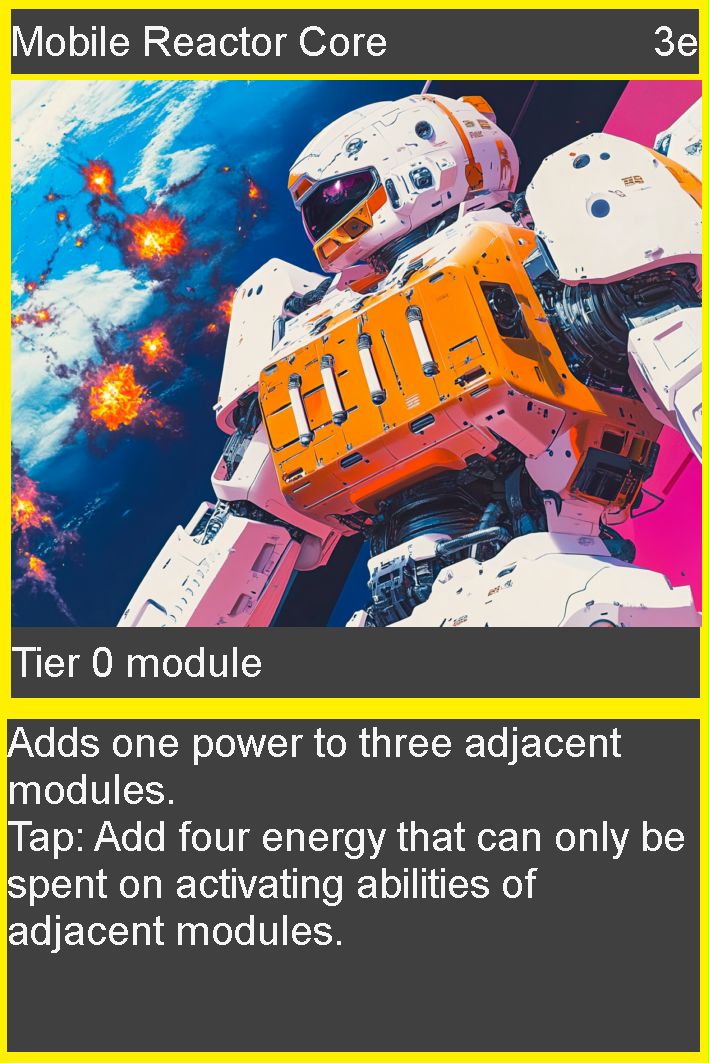 Mobile Reactor Core 3e
Tier 0 module
Adds one power to three adjacent
modules.
Tap: Add four energy that can only be
spent on activating abilities of
adjacent modules.